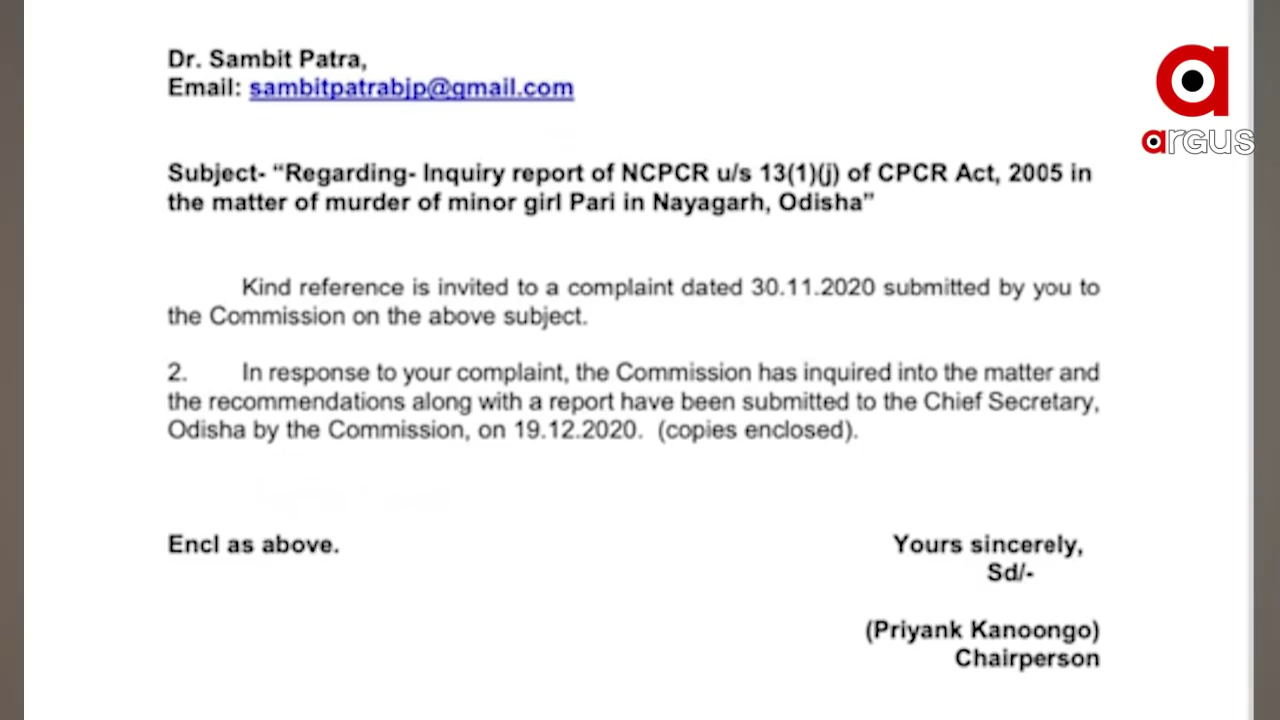 Dr. Sambit Patra,
Email: sambitpatrabjp@gmail.com
argus
Subject- “Regarding- Inquiry report of NCPCR u/s 13(1)(j) of CPCR Act, 2005 in
the matter of murder of minor girl Pari in Nayagarh, Odisha”
Kind reference is invited to a complaint dated 30.11.2020 submitted by you to
the Commission on the above subject.
2. In response to your complaint, the Commission has inquired into the matter and
the recommendations along with a report have been submitted to the Chief Secretary,
Odisha by the Commission, on 19.12.2020. (copies enclosed).
Encl as above.
Yours sincerely,
Sd/-
(Priyank Kanoongo)
Chairperson